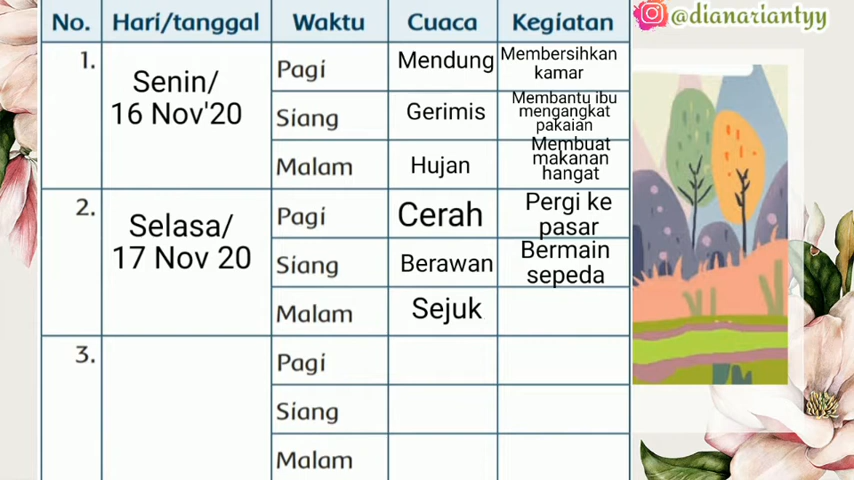 @dianariantyy
No. Hari/tanggal Waktu Cuaca Kegiatan
1. Senin/
16 Nov'20
Pagi Mendung Membersihkan
kamar
Siang Gerimis Membantu ibu
mengangkat
pakaian
Malam Hujan Membuat
makanan
hangat
2. Selasa/
17 Nov 20
Pagi Cerah Pergi ke
pasar
Siang Berawan Bermain
sepeda
Malam Sejuk
3. Pagi
Siang
Malam